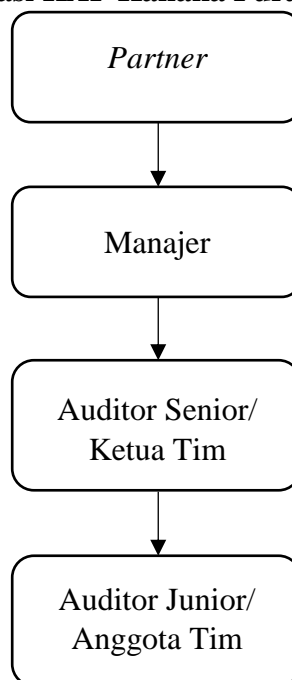 Partner
Manajer
Auditor Senior/
Ketua Tim
Auditor Junior/
Anggota Tim